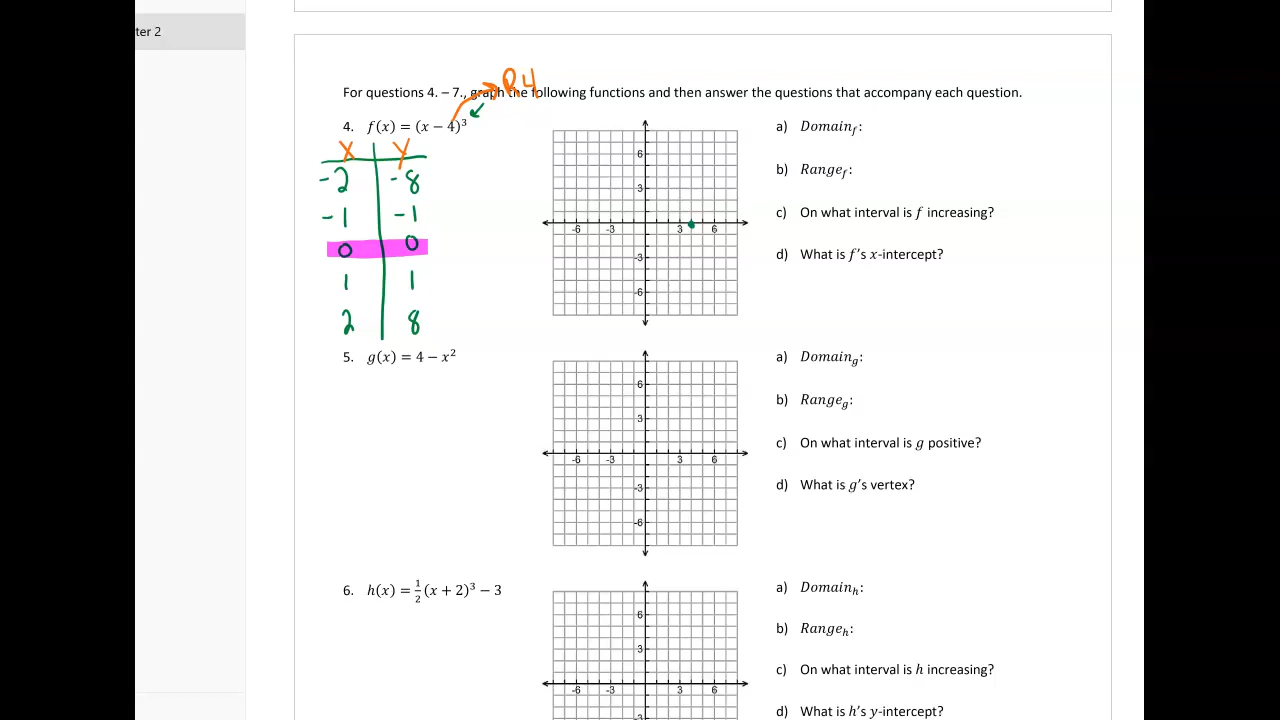 ter 2
R4
For questions 4. – 7., graph the following functions and then answer the questions that accompany each question.
4. f(x) = (x − 4)³
X Y
-2 -8
-1 -1
0 0
1 1
2 8
6
3
-6 -3 3 6
-3
-6
a) Domain_f:
b) Range_f:
c) On what interval is f increasing?
d) What is f's x-intercept?
5. g(x) = 4 − x²
6
3
-6 -3 3 6
-3
-6
a) Domain_g:
b) Range_g:
c) On what interval is g positive?
d) What is g's vertex?
6. h(x) = ½(x + 2)³ − 3
6
3
-6 -3 3 6
-3
a) Domain_h:
b) Range_h:
c) On what interval is h increasing?
d) What is h's y-intercept?